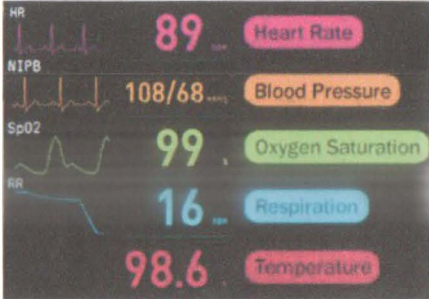 HR
89
Heart Rate
NIPB
108/68
Blood Pressure
SpO2
99
Oxygen Saturation
RR
16
Respiration
98.6
Temperature